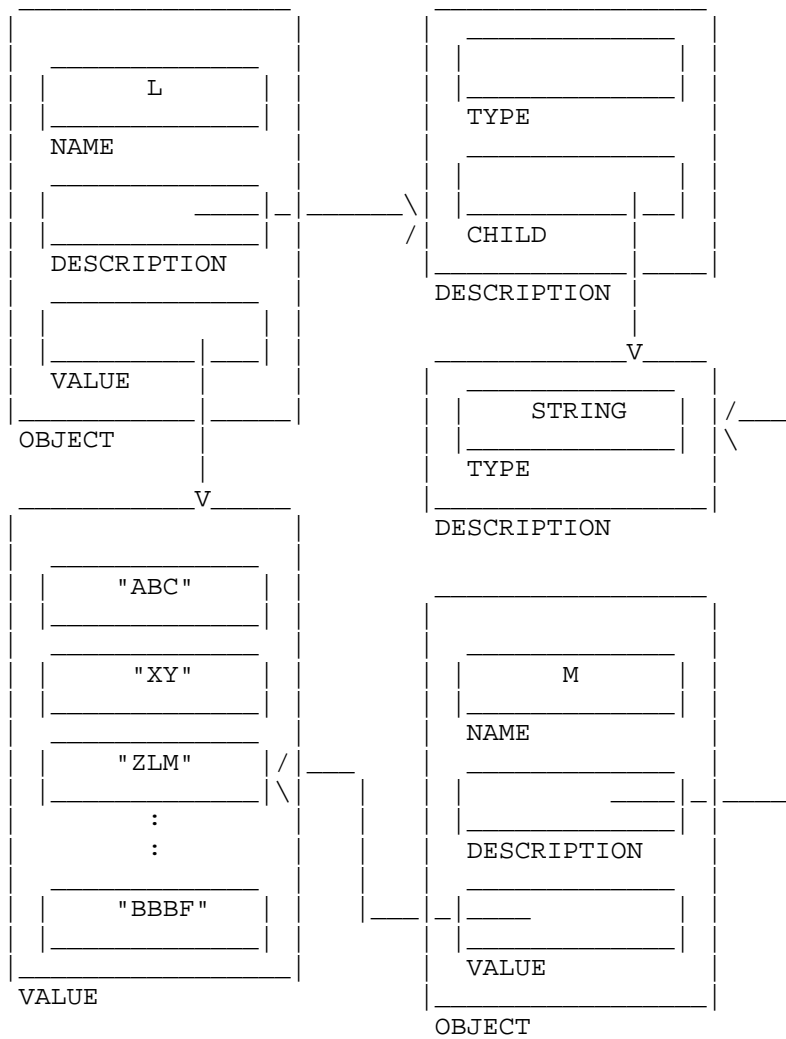 L
NAME
DESCRIPTION
VALUE
OBJECT
TYPE
CHILD
DESCRIPTION
STRING
TYPE
DESCRIPTION
"ABC"
"XY"
"ZLM"
:
:
"BBBF"
VALUE
M
NAME
DESCRIPTION
VALUE
OBJECT